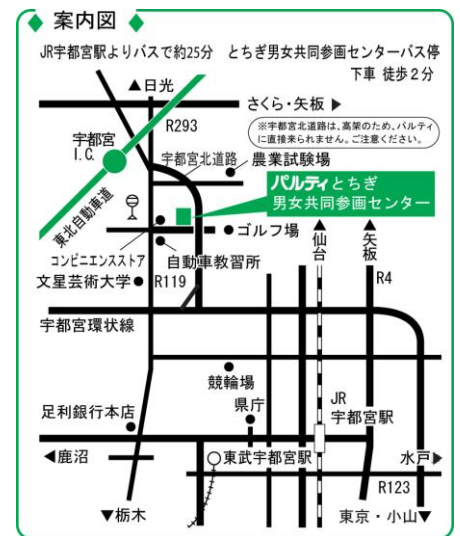 案内図
JR宇都宮駅よりバスで約25分　とちぎ男女共同参画センターバス停
下車 徒歩2分
▲日光
さくら・矢板▶
R293
※宇都宮北道路は、高架のため、パルティ
に直接来られません。ご注意ください。
宇都宮
I.C.
宇都宮北道路
農業試験場
パルティとちぎ
男女共同参画センター
東北自動車道
ゴルフ場
▲仙台
▲矢板
コンビニエンスストア
自動車教習所
文星芸術大学
R119
R4
宇都宮環状線
競輪場
県庁
JR
宇都宮駅
足利銀行本店
◀鹿沼
東武宇都宮駅
水戸▶
R123
▼栃木
東京・小山▼